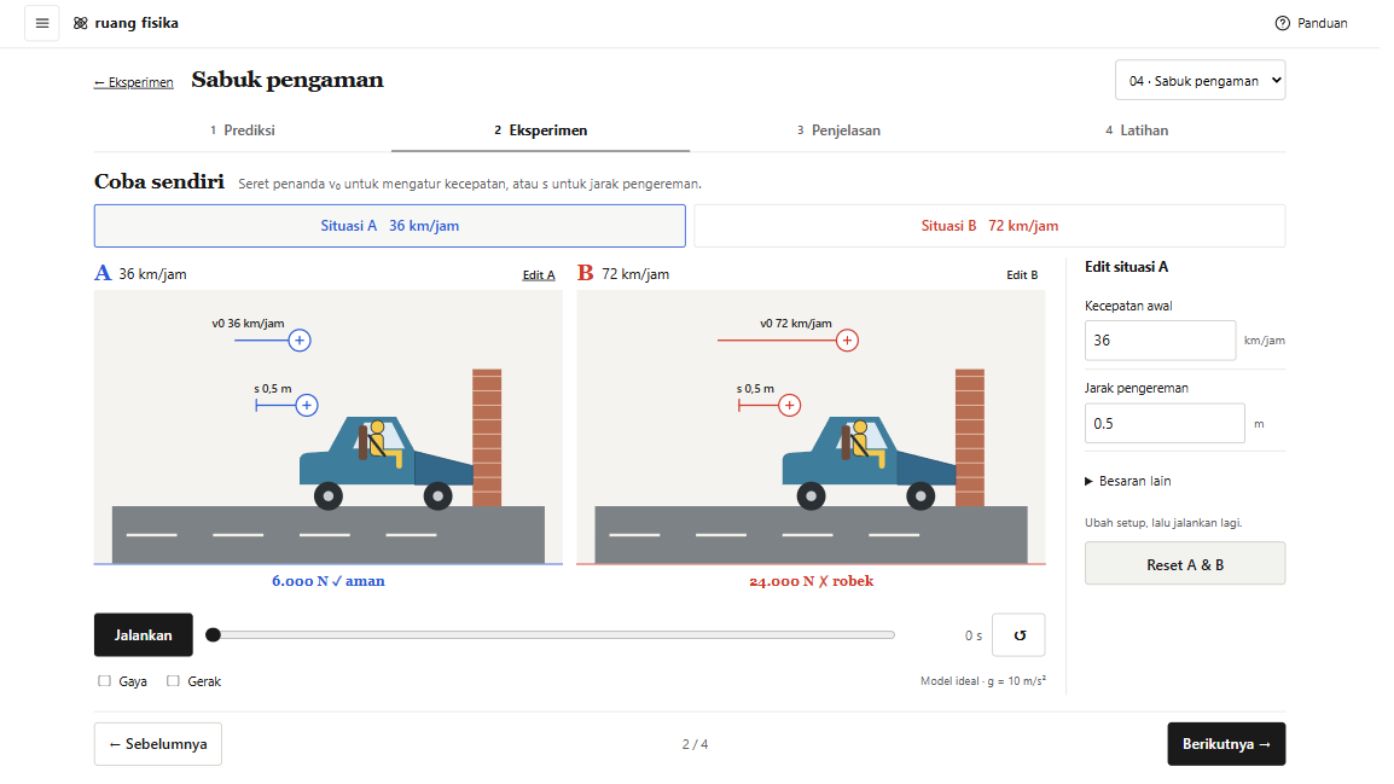 ruang fisika
Panduan
← Eksperimen
Sabuk pengaman
04 · Sabuk pengaman
1 Prediksi
2 Eksperimen
3 Penjelasan
4 Latihan
Coba sendiri
Seret penanda v₀ untuk mengatur kecepatan, atau s untuk jarak pengereman.
Situasi A 36 km/jam
Situasi B 72 km/jam
A 36 km/jam
Edit A
v0 36 km/jam
s 0,5 m
6.000 N ✓ aman
B 72 km/jam
Edit B
v0 72 km/jam
s 0,5 m
24.000 N ✗ robek
Edit situasi A
Kecepatan awal
36 km/jam
Jarak pengereman
0.5 m
▶ Besaran lain
Ubah setup, lalu jalankan lagi.
Reset A & B
Jalankan
0 s
↺
Gaya
Gerak
Model ideal · g = 10 m/s²
← Sebelumnya
2 / 4
Berikutnya →